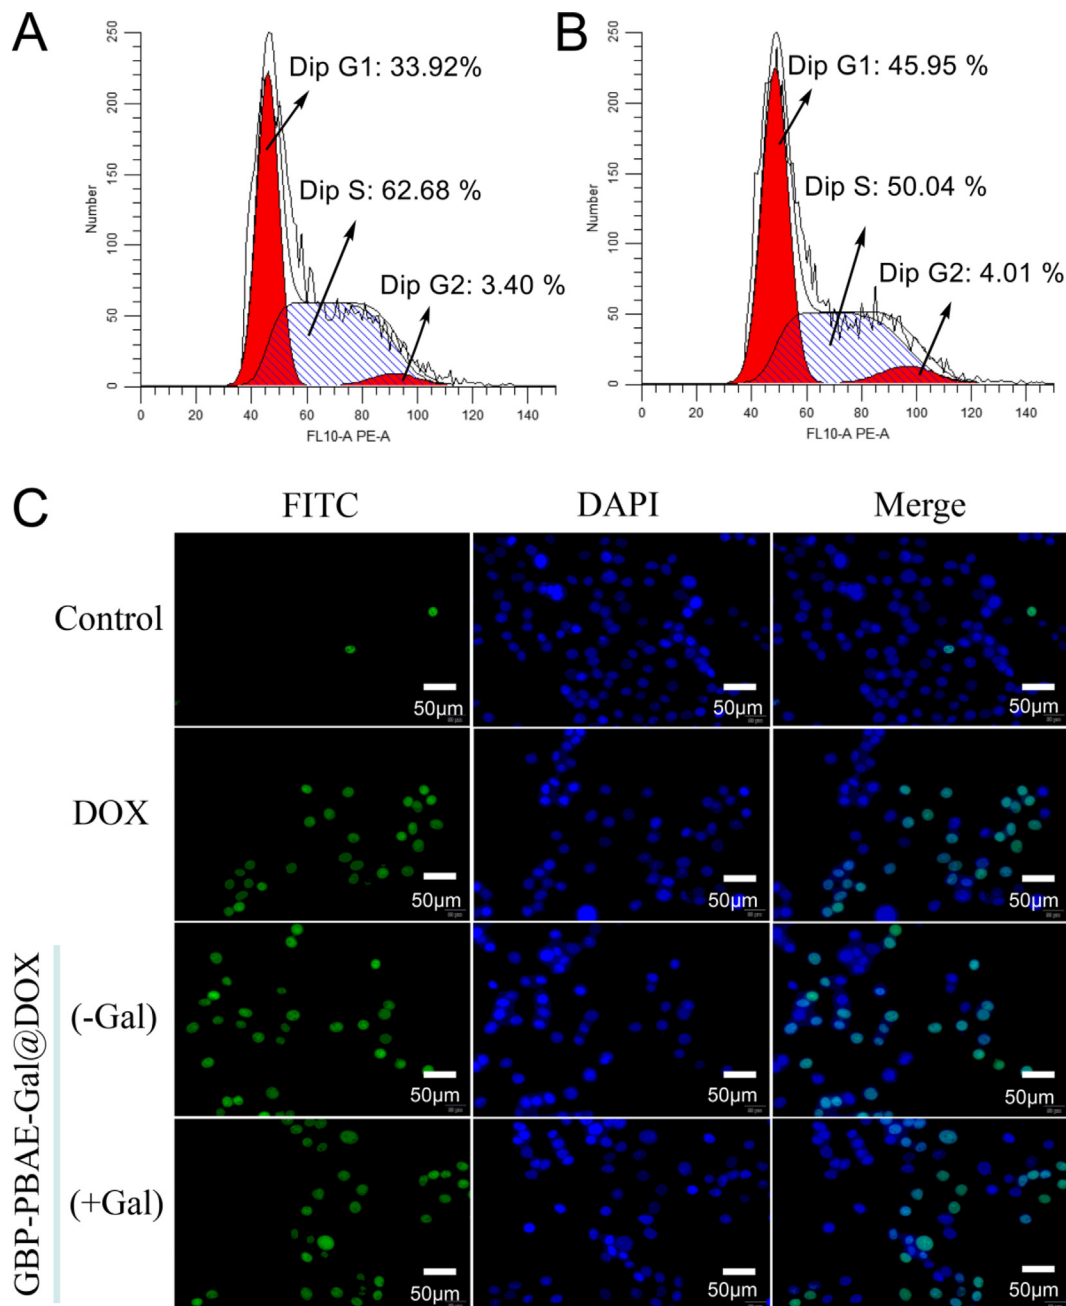 A
B
250
200
150
100
50
0
Number
Dip G1: 33.92%
Dip S: 62.68 %
Dip G2: 3.40 %
0 20 40 60 80 100 120 140
FL10-A PE-A
250
200
150
100
50
0
Number
Dip G1: 45.95 %
Dip S: 50.04 %
Dip G2: 4.01 %
0 20 40 60 80 100 120 140
FL10-A PE-A
C
FITC DAPI Merge
Control
50μm 50μm 50μm
DOX
50μm 50μm 50μm
GBP-PBAE-Gal@DOX
(-Gal)
50μm 50μm 50μm
(+Gal)
50μm 50μm 50μm